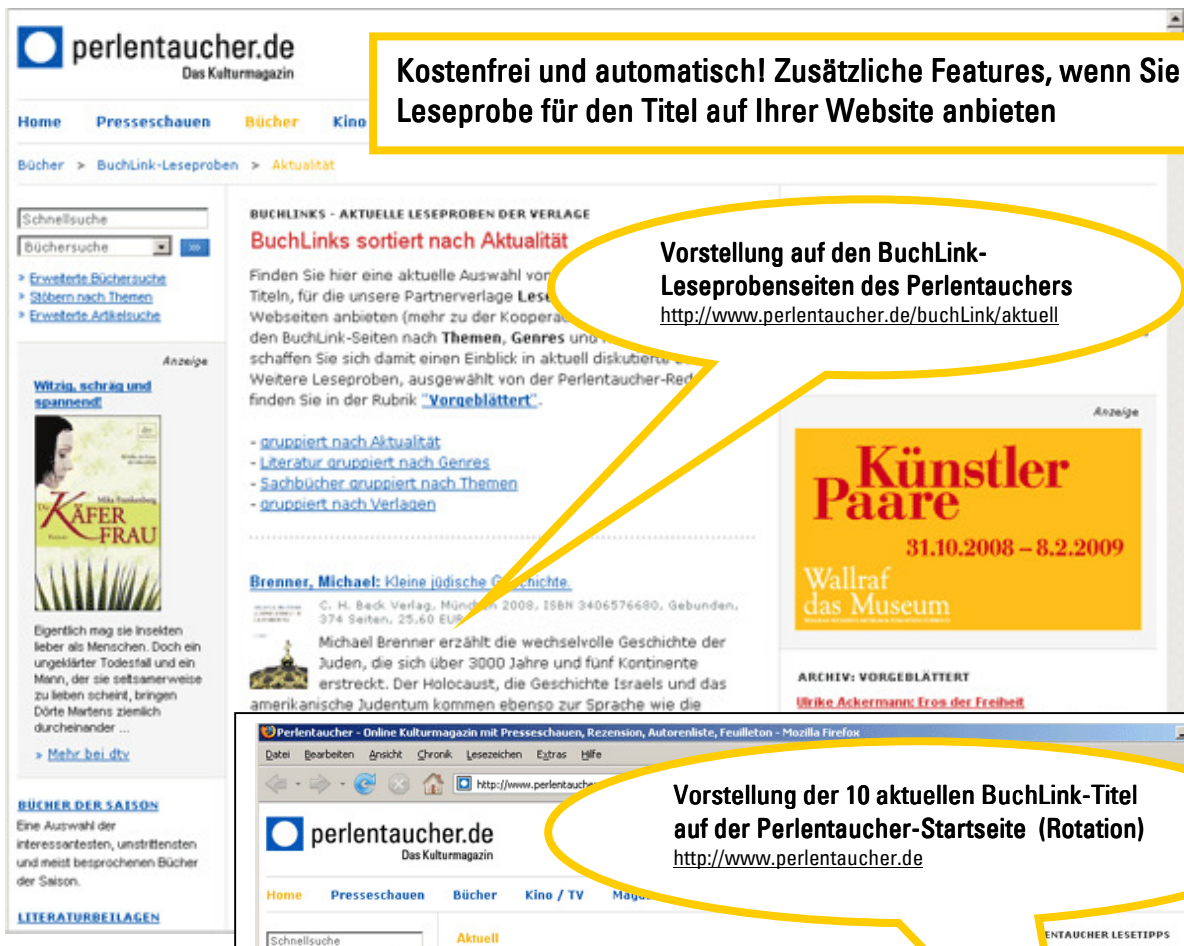 perlentaucher.de
Das Kulturmagazin
Kostenfrei und automatisch! Zusätzliche Features, wenn Sie
Leseprobe für den Titel auf Ihrer Website anbieten
Home Presseschauen Bücher Kino
Bücher > BuchLink-Leseproben > Aktualität
Schnellsuche
Büchersuche
» Erweiterte Büchersuche
» Stöbern nach Themen
» Erweiterte Artikelsuche
Anzeige
Witzig, schräg und
spannend!
Mika Frankenberg
Die
KÄFER
FRAU
Roman
Eigentlich mag sie Insekten
lieber als Menschen. Doch ein
ungeklärter Todesfall und ein
Mann, der sie seltsamerweise
zu lieben scheint, bringen
Dörte Martens ziemlich
durcheinander ...
» Mehr bei dtv
BÜCHER DER SAISON
Eine Auswahl der
interessantesten, umstrittensten
und meist besprochenen Bücher
der Saison.
LITERATURBEILAGEN
BUCHLINKS - AKTUELLE LESEPROBEN DER VERLAGE
BuchLinks sortiert nach Aktualität
Finden Sie hier eine aktuelle Auswahl von
Titeln, für die unsere Partnerverlage Lese
Webseiten anbieten (mehr zu der Kooperat
den BuchLink-Seiten nach Themen, Genres und
schaffen Sie sich damit einen Einblick in aktuell diskutierte
Weitere Leseproben, ausgewählt von der Perlentaucher-Red
finden Sie in der Rubrik "Vorgeblättert".
- gruppiert nach Aktualität
- Literatur gruppiert nach Genres
- Sachbücher gruppiert nach Themen
- gruppiert nach Verlagen
Brenner, Michael: Kleine jüdische Geschichte.
C. H. Beck Verlag, München 2008, ISBN 3406576680, Gebunden,
374 Seiten, 25,60 EUR
Michael Brenner erzählt die wechselvolle Geschichte der
Juden, die sich über 3000 Jahre und fünf Kontinente
erstreckt. Der Holocaust, die Geschichte Israels und das
amerikanische Judentum kommen ebenso zur Sprache wie die
Vorstellung auf den BuchLink-
Leseprobenseiten des Perlentauchers
http://www.perlentaucher.de/buchLink/aktuell
Anzeige
Künstler
Paare
31.10.2008 – 8.2.2009
Wallraf
das Museum
ARCHIV: VORGEBLÄTTERT
Ulrike Ackermann: Eros der Freiheit
Perlentaucher - Online Kulturmagazin mit Presseschauen, Rezension, Autorenliste, Feuilleton - Mozilla Firefox
Datei Bearbeiten Ansicht Chronik Lesezeichen Extras Hilfe
http://www.perlentauche
perlentaucher.de
Das Kulturmagazin
Vorstellung der 10 aktuellen BuchLink-Titel
auf der Perlentaucher-Startseite (Rotation)
http://www.perlentaucher.de
Home Presseschauen Bücher Kino / TV Maga
Schnellsuche
Aktuell
ENTAUCHER LESETIPPS